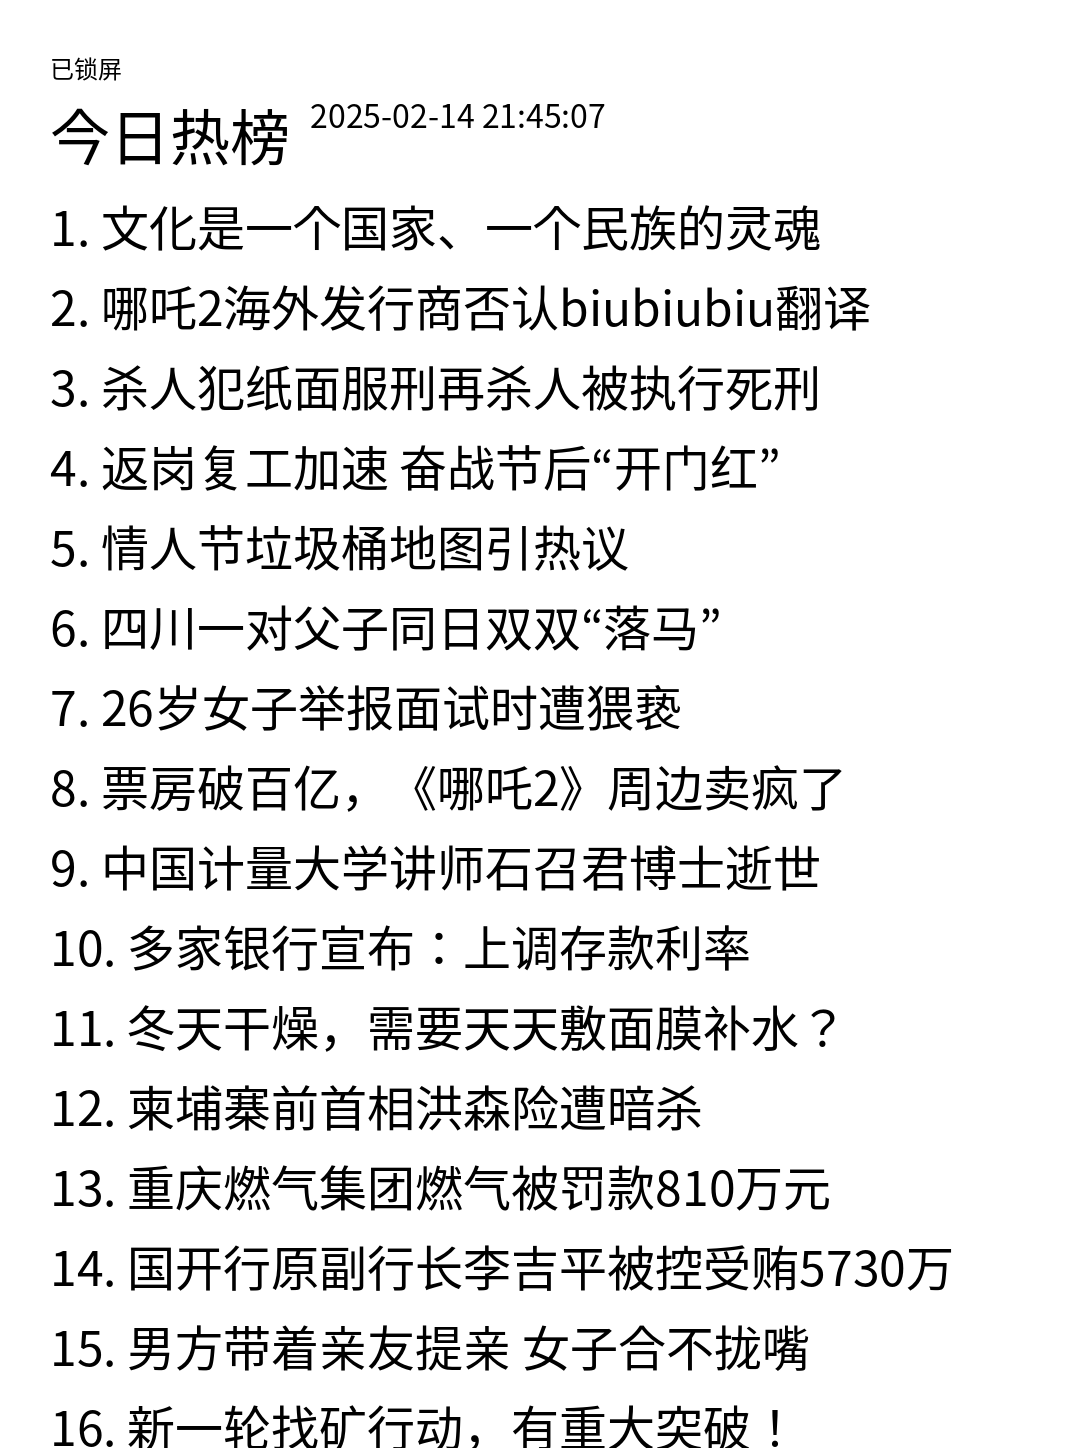 已锁屏
今日热榜 2025-02-14 21:45:07
1. 文化是一个国家、一个民族的灵魂
2. 哪吒2海外发行商否认biubiubiu翻译
3. 杀人犯纸面服刑再杀人被执行死刑
4. 返岗复工加速 奋战节后“开门红”
5. 情人节垃圾桶地图引热议
6. 四川一对父子同日双双“落马”
7. 26岁女子举报面试时遭猥亵
8. 票房破百亿，《哪吒2》周边卖疯了
9. 中国计量大学讲师石召君博士逝世
10. 多家银行宣布：上调存款利率
11. 冬天干燥，需要天天敷面膜补水？
12. 柬埔寨前首相洪森险遭暗杀
13. 重庆燃气集团燃气被罚款810万元
14. 国开行原副行长李吉平被控受贿5730万
15. 男方带着亲友提亲 女子合不拢嘴
16. 新一轮找矿行动，有重大突破！